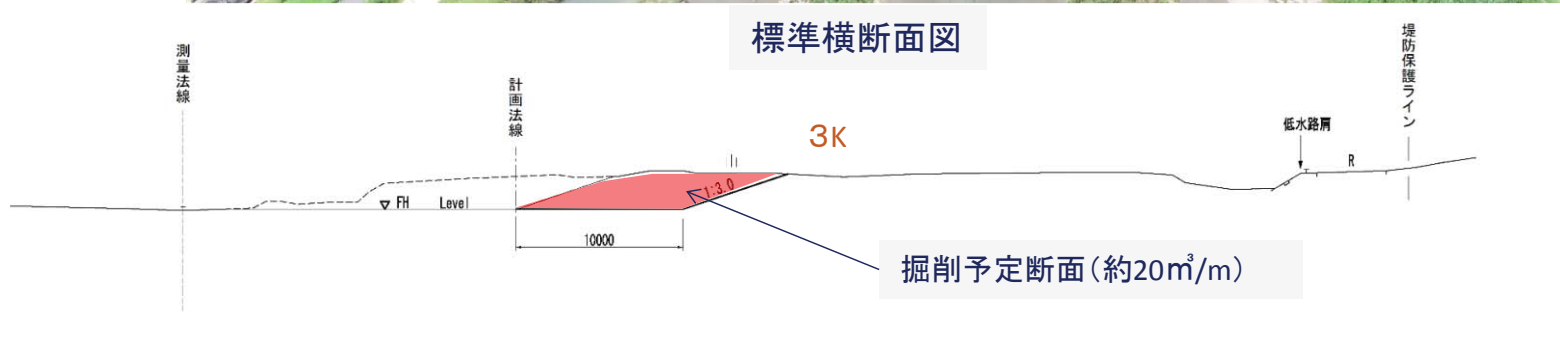 標準横断面図
測量法線
計画法線
堤防保護ライン
3K
低水路肩
R
1:3.0
FH Level
10000
掘削予定断面(約20㎥/m)